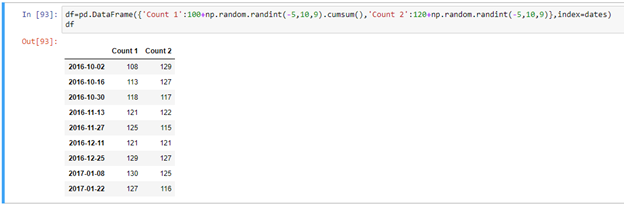 In [93]: df=pd.DataFrame({'Count 1':100+np.random.randint(-5,10,9).cumsum(),'Count 2':120+np.random.randint(-5,10,9)},index=dates)
df
Out[93]:
Count 1 Count 2
2016-10-02 108 129
2016-10-16 113 127
2016-10-30 118 117
2016-11-13 121 122
2016-11-27 125 115
2016-12-11 121 121
2016-12-25 129 127
2017-01-08 130 125
2017-01-22 127 116